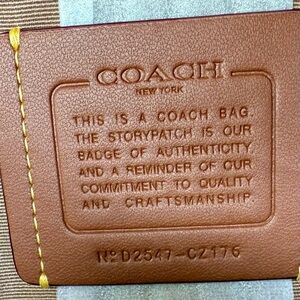 COACH
NEW YORK
THIS IS A COACH BAG.
THE STORYPATCH IS OUR
BADGE OF AUTHENTICITY
AND A REMINDER OF OUR
COMMITMENT TO QUALITY
AND CRAFTSMANSHIP.
Nº D2547-CZ176